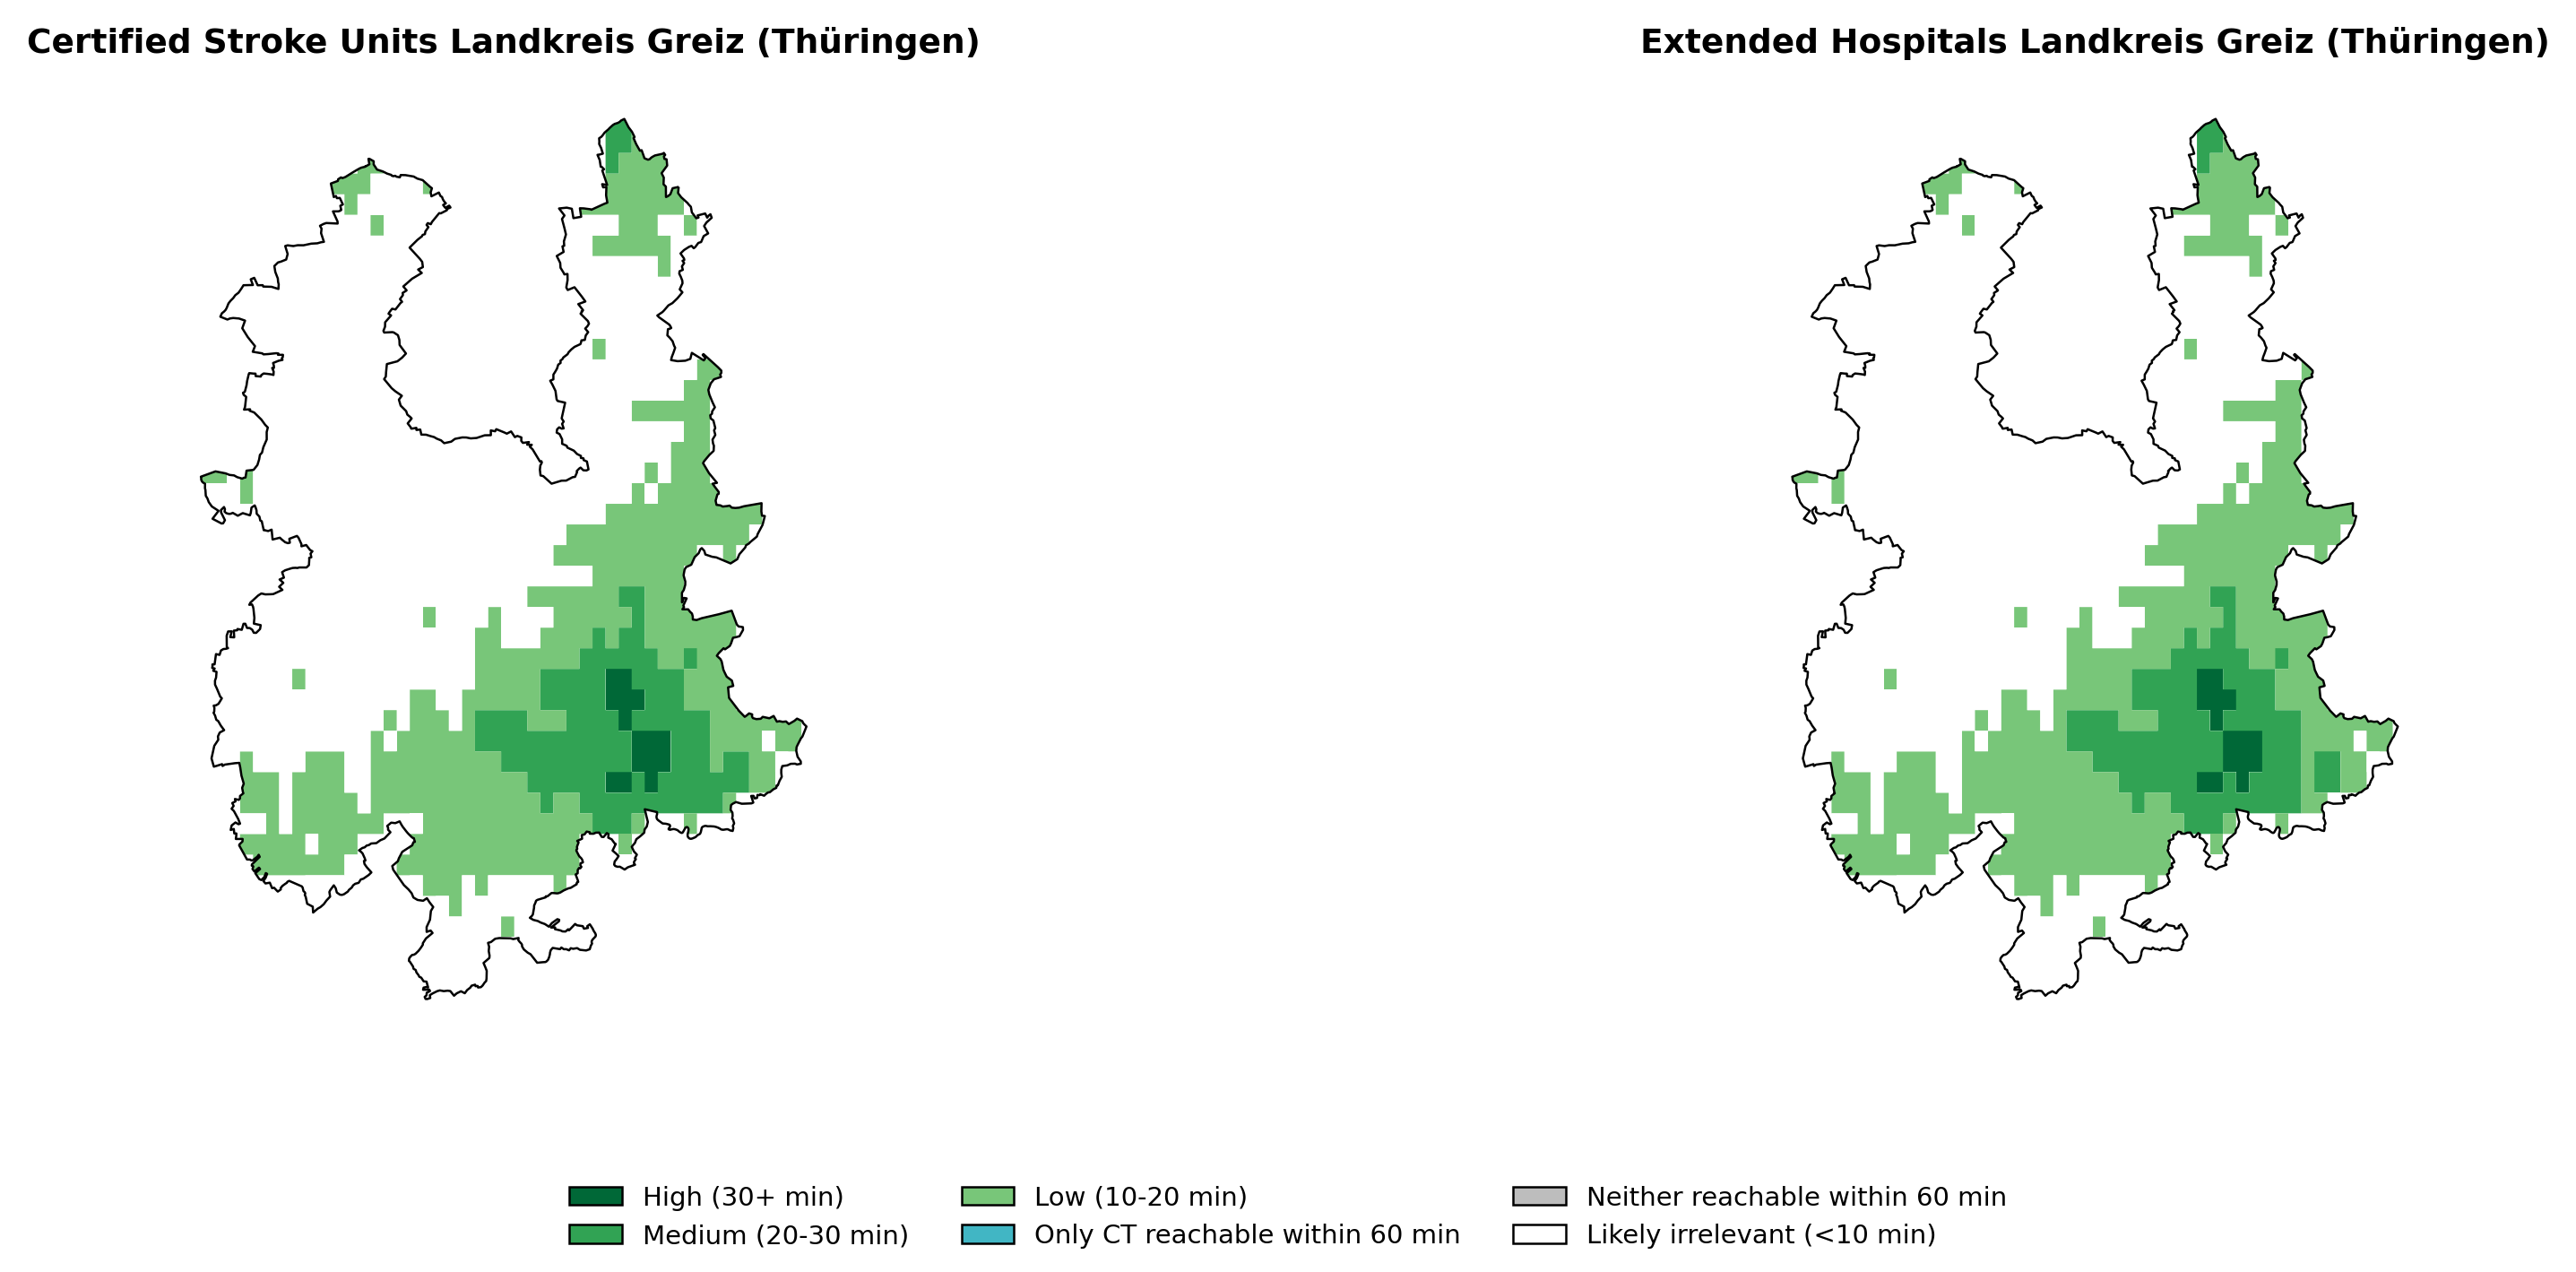 Certified Stroke Units Landkreis Greiz (Thüringen)
Extended Hospitals Landkreis Greiz (Thüringen)
High (30+ min)
Medium (20-30 min)
Low (10-20 min)
Only CT reachable within 60 min
Neither reachable within 60 min
Likely irrelevant (<10 min)